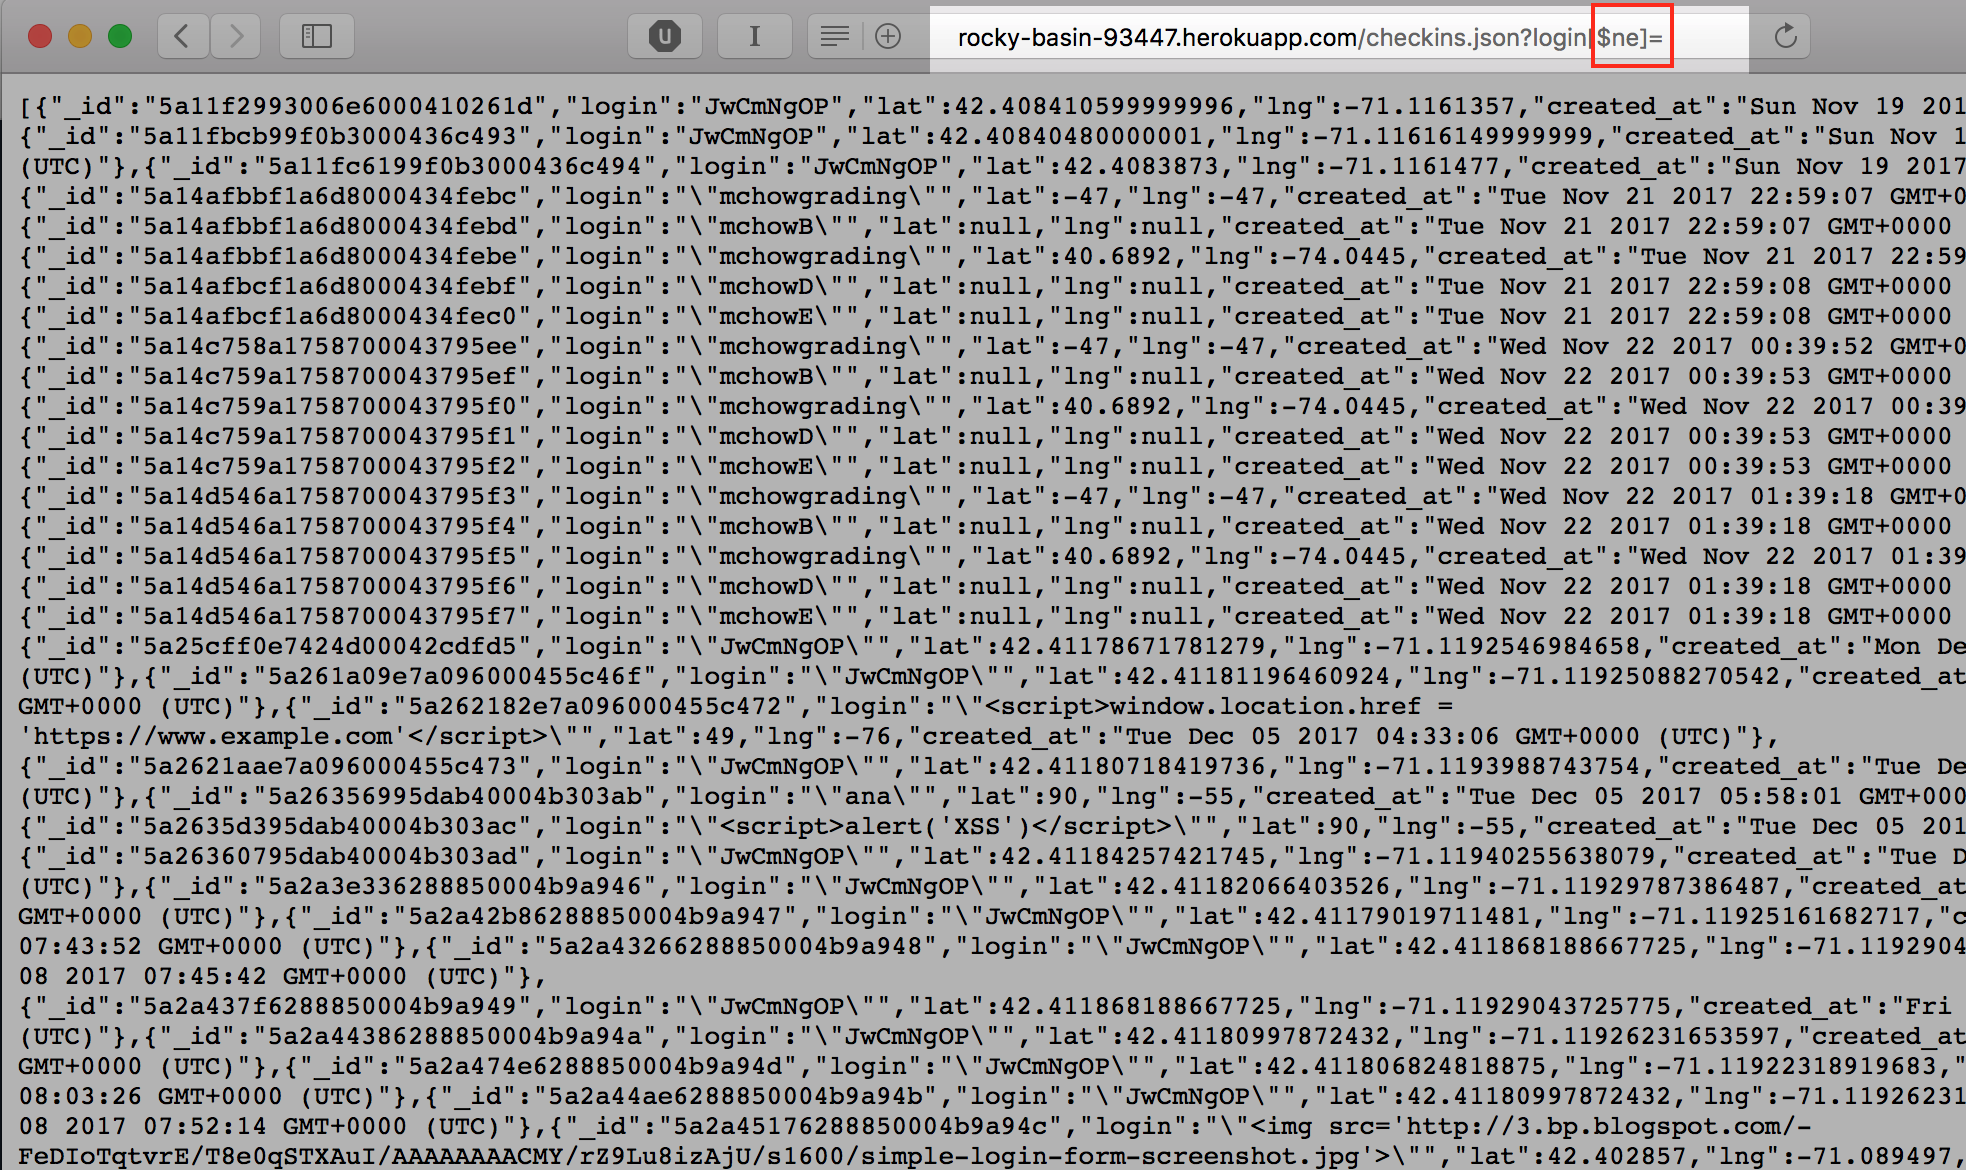 rocky-basin-93447.herokuapp.com/checkins.json?login[$ne]=
[{"_id":"5a11f2993006e6000410261d","login":"JwCmNgOP","lat":42.408410599999996,"lng":-71.1161357,"created_at":"Sun Nov 19 201
{"_id":"5a11fbcb99f0b3000436c493","login":"JwCmNgOP","lat":42.40840480000001,"lng":-71.11616149999999,"created_at":"Sun Nov 1
(UTC)"},{"_id":"5a11fc6199f0b3000436c494","login":"JwCmNgOP","lat":42.4083873,"lng":-71.1161477,"created_at":"Sun Nov 19 2017
{"_id":"5a14afbbf1a6d8000434febc","login":"\"mchowgrading\"","lat":-47,"lng":-47,"created_at":"Tue Nov 21 2017 22:59:07 GMT+0
{"_id":"5a14afbbf1a6d8000434febd","login":"\"mchowB\"","lat":null,"lng":null,"created_at":"Tue Nov 21 2017 22:59:07 GMT+0000
{"_id":"5a14afbbf1a6d8000434febe","login":"\"mchowgrading\"","lat":40.6892,"lng":-74.0445,"created_at":"Tue Nov 21 2017 22:59
{"_id":"5a14afbcf1a6d8000434febf","login":"\"mchowD\"","lat":null,"lng":null,"created_at":"Tue Nov 21 2017 22:59:08 GMT+0000
{"_id":"5a14afbcf1a6d8000434fec0","login":"\"mchowE\"","lat":null,"lng":null,"created_at":"Tue Nov 21 2017 22:59:08 GMT+0000
{"_id":"5a14c758a1758700043795ee","login":"\"mchowgrading\"","lat":-47,"lng":-47,"created_at":"Wed Nov 22 2017 00:39:52 GMT+0
{"_id":"5a14c759a1758700043795ef","login":"\"mchowB\"","lat":null,"lng":null,"created_at":"Wed Nov 22 2017 00:39:53 GMT+0000
{"_id":"5a14c759a1758700043795f0","login":"\"mchowgrading\"","lat":40.6892,"lng":-74.0445,"created_at":"Wed Nov 22 2017 00:39
{"_id":"5a14c759a1758700043795f1","login":"\"mchowD\"","lat":null,"lng":null,"created_at":"Wed Nov 22 2017 00:39:53 GMT+0000
{"_id":"5a14c759a1758700043795f2","login":"\"mchowE\"","lat":null,"lng":null,"created_at":"Wed Nov 22 2017 00:39:53 GMT+0000
{"_id":"5a14d546a1758700043795f3","login":"\"mchowgrading\"","lat":-47,"lng":-47,"created_at":"Wed Nov 22 2017 01:39:18 GMT+0
{"_id":"5a14d546a1758700043795f4","login":"\"mchowB\"","lat":null,"lng":null,"created_at":"Wed Nov 22 2017 01:39:18 GMT+0000
{"_id":"5a14d546a1758700043795f5","login":"\"mchowgrading\"","lat":40.6892,"lng":-74.0445,"created_at":"Wed Nov 22 2017 01:39
{"_id":"5a14d546a1758700043795f6","login":"\"mchowD\"","lat":null,"lng":null,"created_at":"Wed Nov 22 2017 01:39:18 GMT+0000
{"_id":"5a14d546a1758700043795f7","login":"\"mchowE\"","lat":null,"lng":null,"created_at":"Wed Nov 22 2017 01:39:18 GMT+0000
{"_id":"5a25cff0e7424d00042cdfd5","login":"\"JwCmNgOP\"","lat":42.41178671781279,"lng":-71.1192546984658,"created_at":"Mon De
(UTC)"},{"_id":"5a261a09e7a096000455c46f","login":"\"JwCmNgOP\"","lat":42.41181196460924,"lng":-71.11925088270542,"created_at
GMT+0000 (UTC)"},{"_id":"5a262182e7a096000455c472","login":"\"<script>window.location.href =
'https://www.example.com'</script>\"","lat":49,"lng":-76,"created_at":"Tue Dec 05 2017 04:33:06 GMT+0000 (UTC)"},
{"_id":"5a2621aae7a096000455c473","login":"\"JwCmNgOP\"","lat":42.41180718419736,"lng":-71.1193988743754,"created_at":"Tue De
(UTC)"},{"_id":"5a26356995dab40004b303ab","login":"\"ana\"","lat":90,"lng":-55,"created_at":"Tue Dec 05 2017 05:58:01 GMT+000
{"_id":"5a2635d395dab40004b303ac","login":"\"<script>alert('XSS')</script>\"","lat":90,"lng":-55,"created_at":"Tue Dec 05 201
{"_id":"5a26360795dab40004b303ad","login":"\"JwCmNgOP\"","lat":42.41184257421745,"lng":-71.11940255638079,"created_at":"Tue D
(UTC)"},{"_id":"5a2a3e336288850004b9a946","login":"\"JwCmNgOP\"","lat":42.41182066403526,"lng":-71.11929787386487,"created_at
GMT+0000 (UTC)"},{"_id":"5a2a42b86288850004b9a947","login":"\"JwCmNgOP\"","lat":42.41179019711481,"lng":-71.11925161682717,"c
07:43:52 GMT+0000 (UTC)"},{"_id":"5a2a43266288850004b9a948","login":"\"JwCmNgOP\"","lat":42.411868188667725,"lng":-71.1192904
08 2017 07:45:42 GMT+0000 (UTC)"},
{"_id":"5a2a437f6288850004b9a949","login":"\"JwCmNgOP\"","lat":42.411868188667725,"lng":-71.11929043725775,"created_at":"Fri
(UTC)"},{"_id":"5a2a44386288850004b9a94a","login":"\"JwCmNgOP\"","lat":42.41180997872432,"lng":-71.11926231653597,"created_at
GMT+0000 (UTC)"},{"_id":"5a2a474e6288850004b9a94d","login":"\"JwCmNgOP\"","lat":42.411806824818875,"lng":-71.11922318919683,"
08:03:26 GMT+0000 (UTC)"},{"_id":"5a2a44ae6288850004b9a94b","login":"\"JwCmNgOP\"","lat":42.41180997872432,"lng":-71.11926231
08 2017 07:52:14 GMT+0000 (UTC)"},{"_id":"5a2a45176288850004b9a94c","login":"\"<img src='http://3.bp.blogspot.com/-
FeDIoTqtvrE/T8e0qSTXAuI/AAAAAAAACMY/rZ9Lu8izAjU/s1600/simple-login-form-screenshot.jpg'>\"","lat":42.402857,"lng":-71.089497,